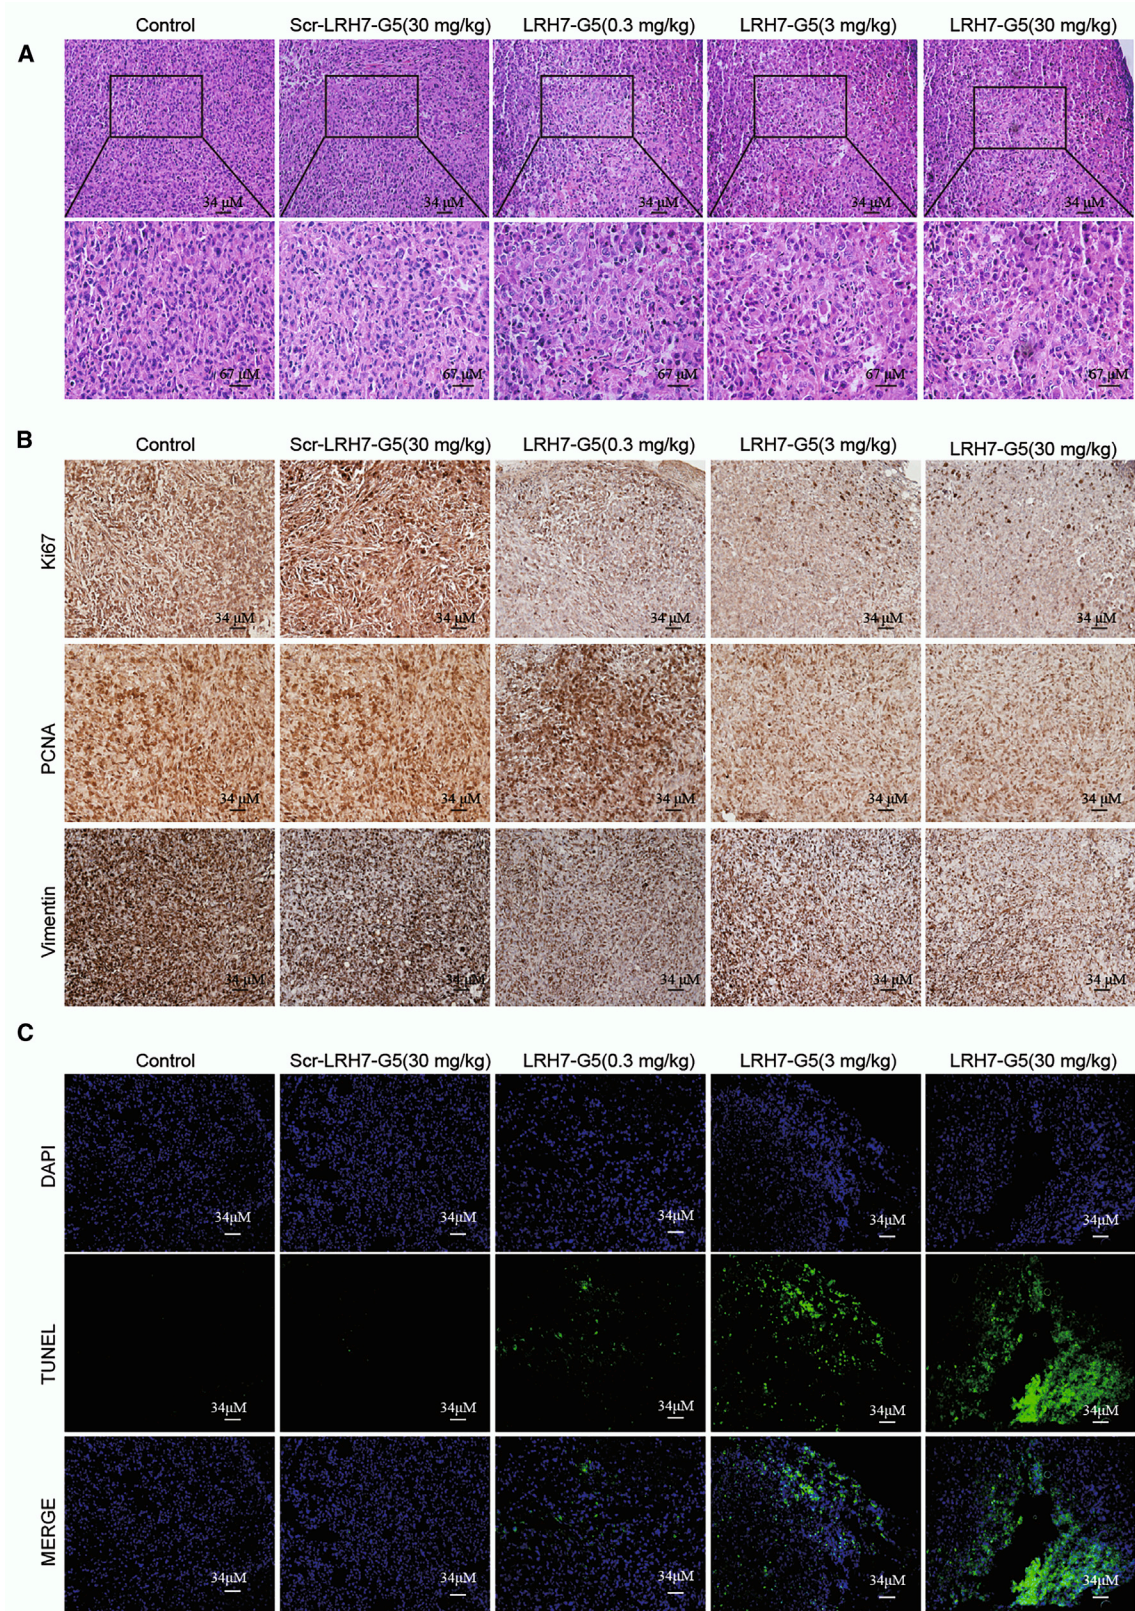 Control Scr-LRH7-G5(30 mg/kg) LRH7-G5(0.3 mg/kg) LRH7-G5(3 mg/kg) LRH7-G5(30 mg/kg)
A
34 μM 34 μM 34 μM 34 μM 34 μM
67 μM 67 μM 67 μM 67 μM 67 μM
B
Control Scr-LRH7-G5(30 mg/kg) LRH7-G5(0.3 mg/kg) LRH7-G5(3 mg/kg) LRH7-G5(30 mg/kg)
Ki67
34 μM 34 μM 34 μM 34 μM 34 μM
PCNA
34 μM 34 μM 34 μM 34 μM 34 μM
Vimentin
34 μM 34 μM 34 μM 34 μM 34 μM
C
Control Scr-LRH7-G5(30 mg/kg) LRH7-G5(0.3 mg/kg) LRH7-G5(3 mg/kg) LRH7-G5(30 mg/kg)
DAPI
34μM 34μM 34μM 34μM 34μM
TUNEL
34μM 34μM 34μM 34μM 34μM
MERGE
34μM 34μM 34μM 34μM 34μM